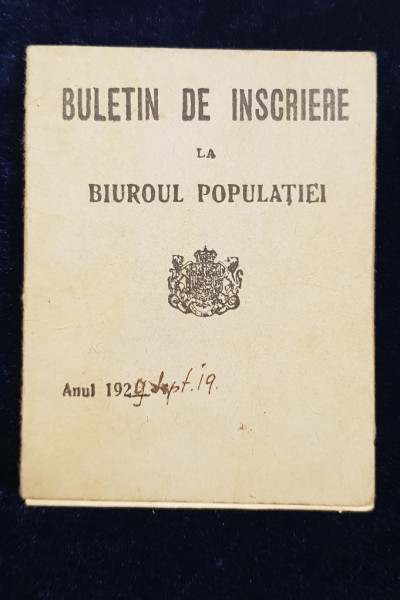 BULETIN DE INSCRIERE
LA
BIUROUL POPULAȚIEI
Anul 1929 Sept. 19.